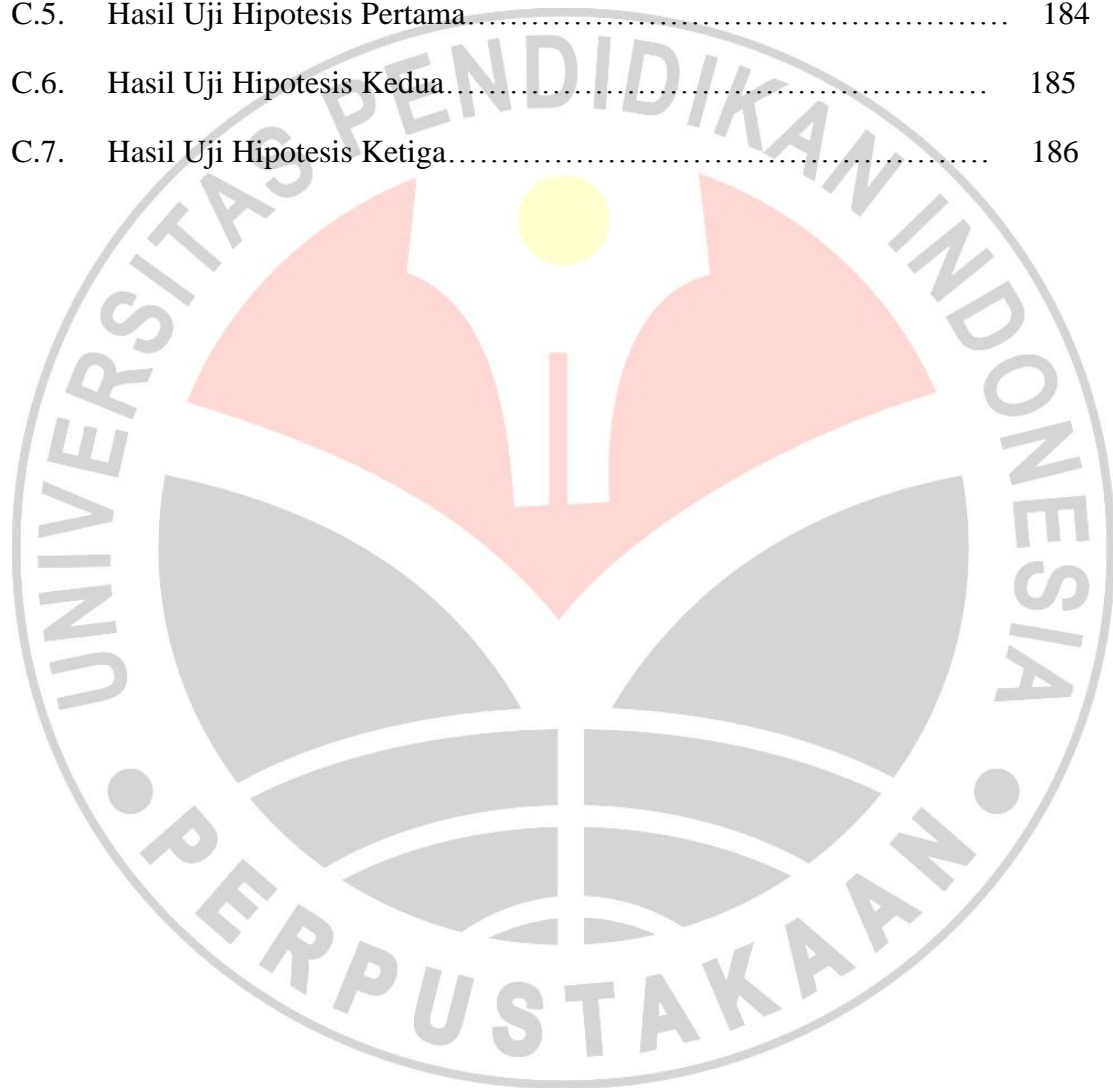 C.5. Hasil Uji Hipotesis Pertama……………………………………………… 184
C.6. Hasil Uji Hipotesis Kedua……………………………………………… 185
C.7. Hasil Uji Hipotesis Ketiga……………………………………………… 186
UNIVERSITAS PENDIDIKAN INDONESIA
• PERPUSTAKAAN •